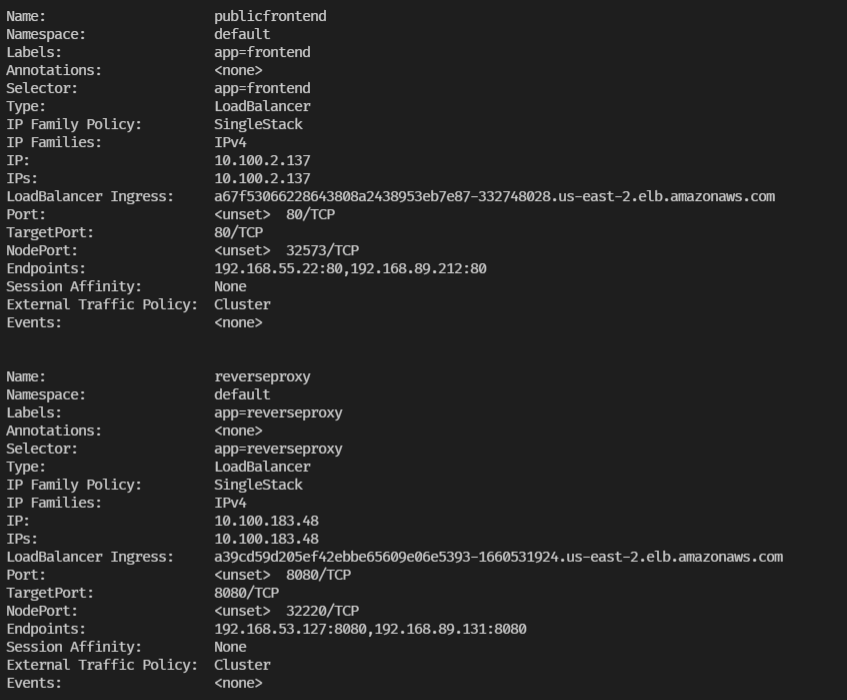 Name: publicfrontend
Namespace: default
Labels: app=frontend
Annotations: <none>
Selector: app=frontend
Type: LoadBalancer
IP Family Policy: SingleStack
IP Families: IPv4
IP: 10.100.2.137
IPs: 10.100.2.137
LoadBalancer Ingress: a67f53066228643808a2438953eb7e87-332748028.us-east-2.elb.amazonaws.com
Port: <unset> 80/TCP
TargetPort: 80/TCP
NodePort: <unset> 32573/TCP
Endpoints: 192.168.55.22:80,192.168.89.212:80
Session Affinity: None
External Traffic Policy: Cluster
Events: <none>
Name: reverseproxy
Namespace: default
Labels: app=reverseproxy
Annotations: <none>
Selector: app=reverseproxy
Type: LoadBalancer
IP Family Policy: SingleStack
IP Families: IPv4
IP: 10.100.183.48
IPs: 10.100.183.48
LoadBalancer Ingress: a39cd59d205ef42ebbe65609e06e5393-1660531924.us-east-2.elb.amazonaws.com
Port: <unset> 8080/TCP
TargetPort: 8080/TCP
NodePort: <unset> 32220/TCP
Endpoints: 192.168.53.127:8080,192.168.89.131:8080
Session Affinity: None
External Traffic Policy: Cluster
Events: <none>